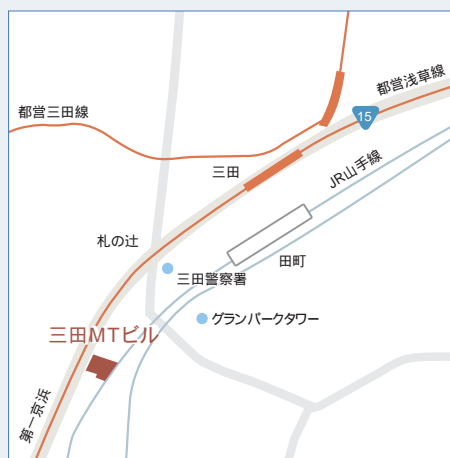 都営浅草線
都営三田線
15
三田
JR山手線
札の辻
田町
三田警察署
グランパークタワー
三田MTビル
第一京浜